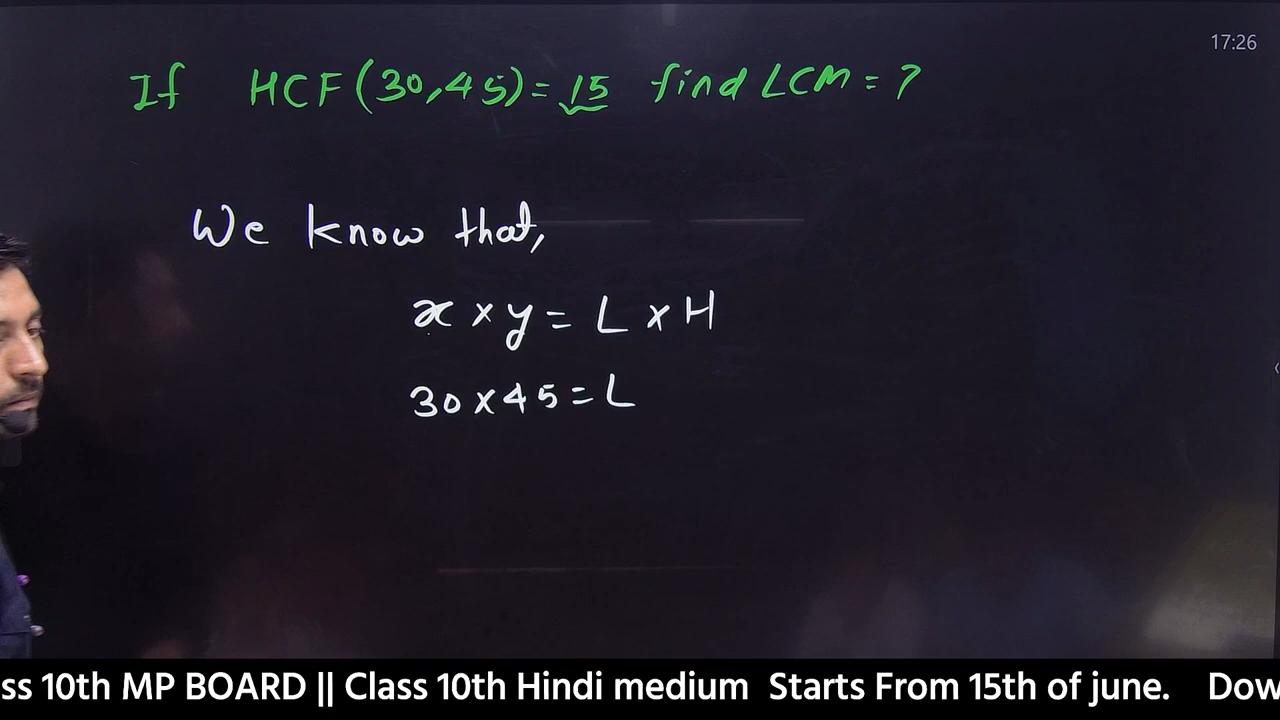 17:26
If HCF(30,45)= 15 find LCM = ?
We know that,
x × y = L × H
30 × 45 = L
ss 10th MP BOARD || Class 10th Hindi medium Starts From 15th of june. Dow